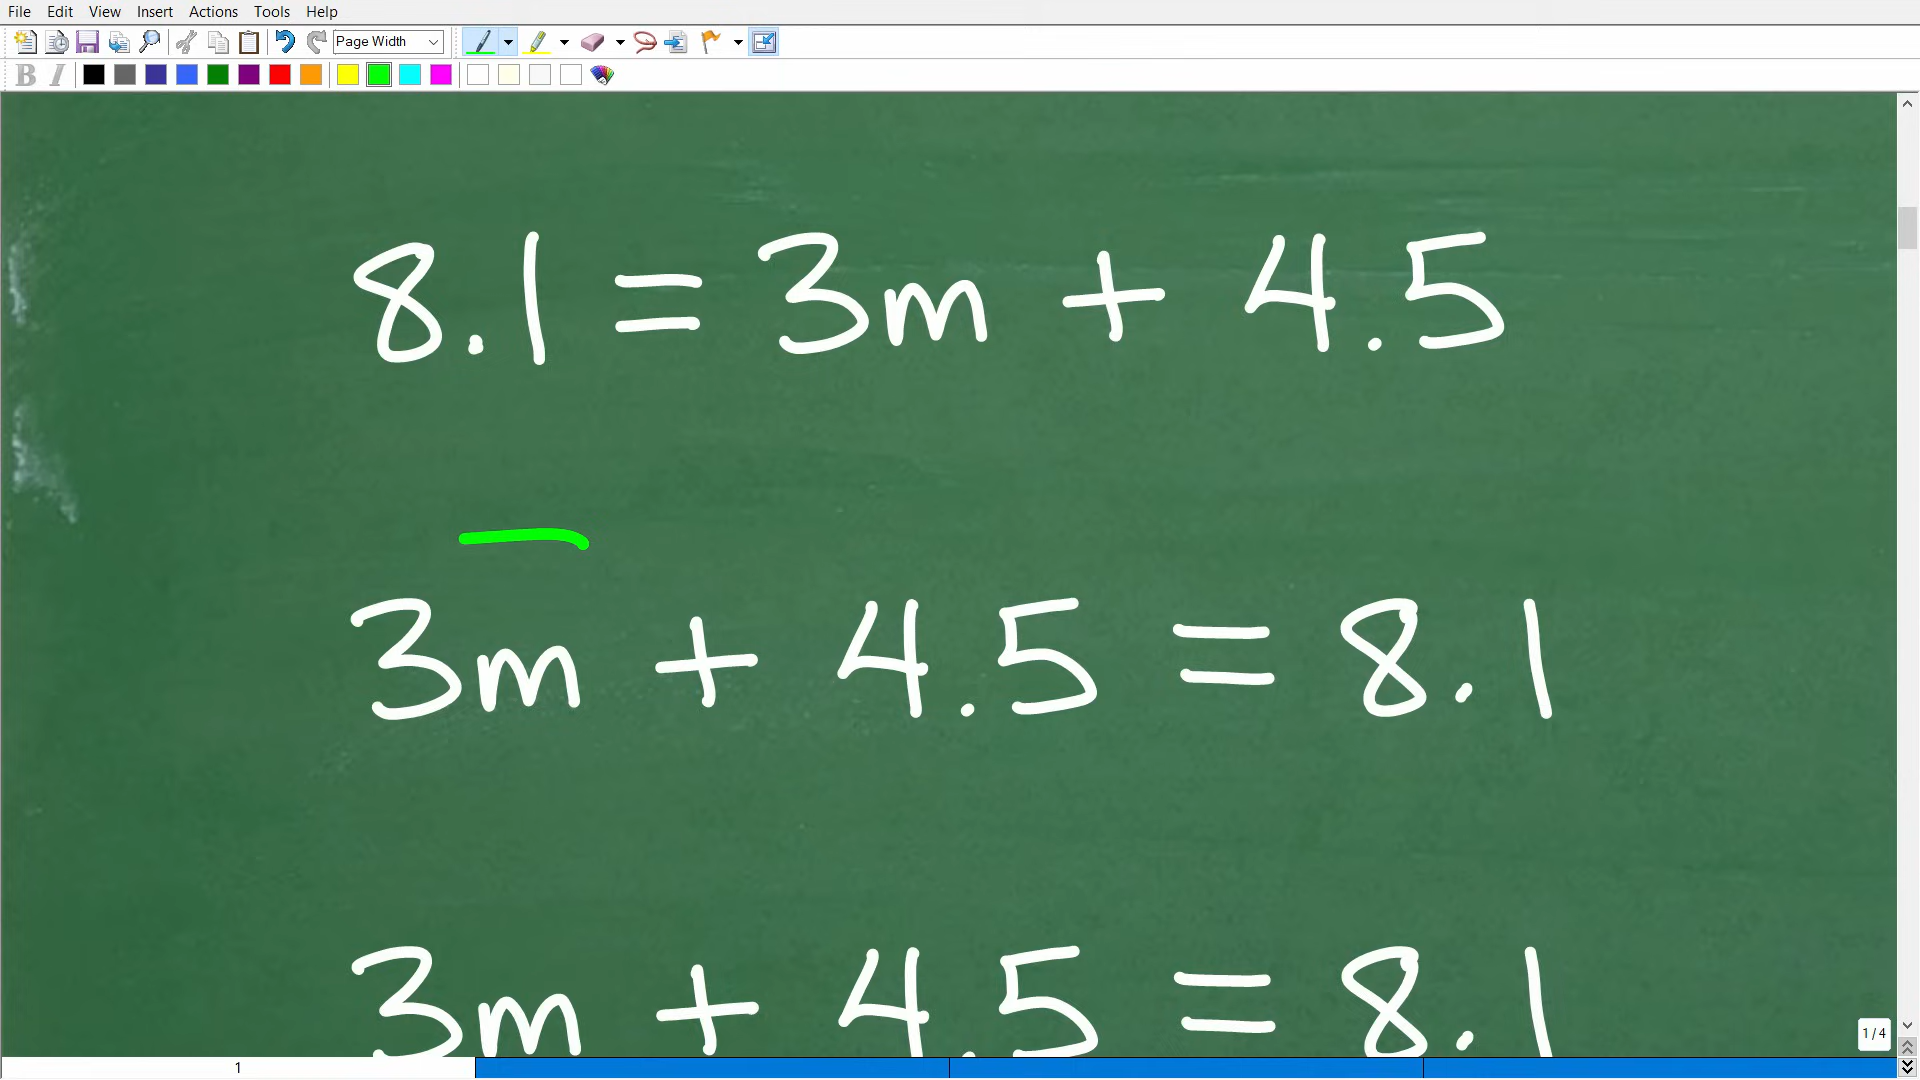 File Edit View Insert Actions Tools Help
Page Width
B I
8.1 = 3m + 4.5
3m + 4.5 = 8.1
3m + 4.5 = 8.1
1 / 4
1